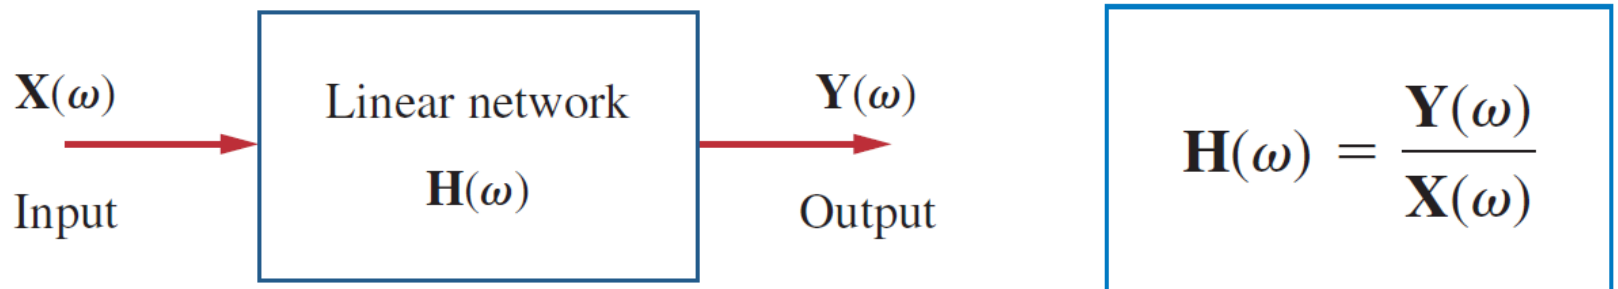 X(ω)
Input
Linear network
H(ω)
Y(ω)
Output
H(ω) = Y(ω) / X(ω)